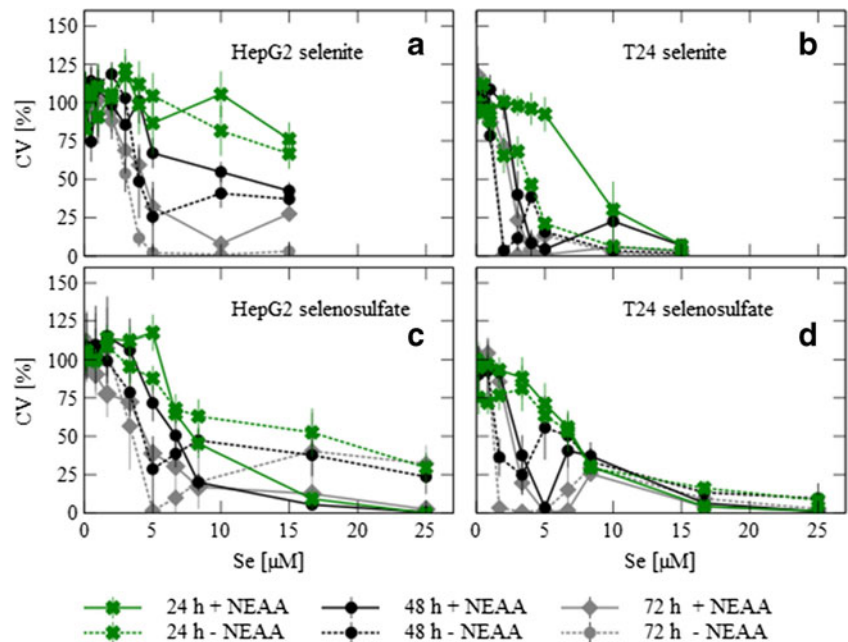 150
125
100
75
50
25
0
CV [%]
HepG2 selenite
a
T24 selenite
b
150
125
100
75
50
25
0
CV [%]
HepG2 selenosulfate
c
T24 selenosulfate
d
0 5 10 15 20 25
0 5 10 15 20 25
Se [µM]
Se [µM]
24 h + NEAA 48 h + NEAA 72 h + NEAA
24 h - NEAA 48 h - NEAA 72 h - NEAA